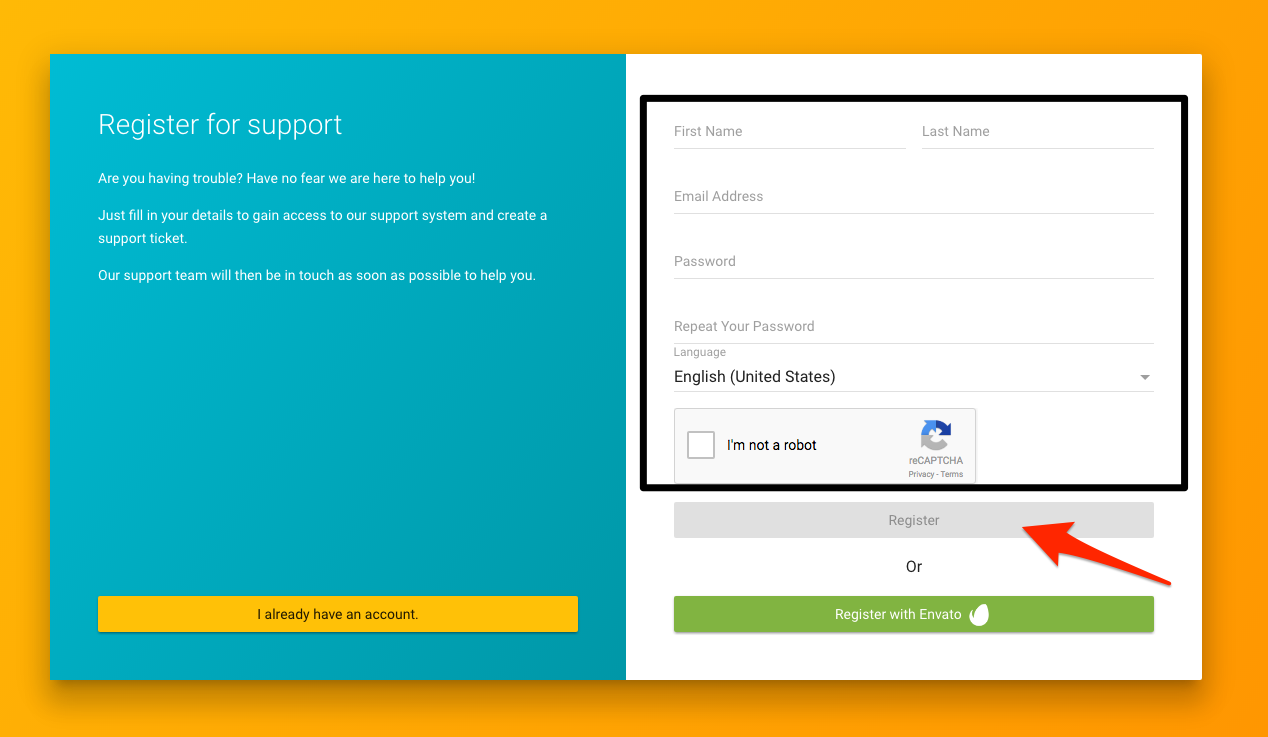 Register for support
Are you having trouble? Have no fear we are here to help you!
Just fill in your details to gain access to our support system and create a
support ticket.
Our support team will then be in touch as soon as possible to help you.
I already have an account.
First Name
Last Name
Email Address
Password
Repeat Your Password
Language
English (United States)
I'm not a robot
reCAPTCHA
Privacy - Terms
Register
Or
Register with Envato